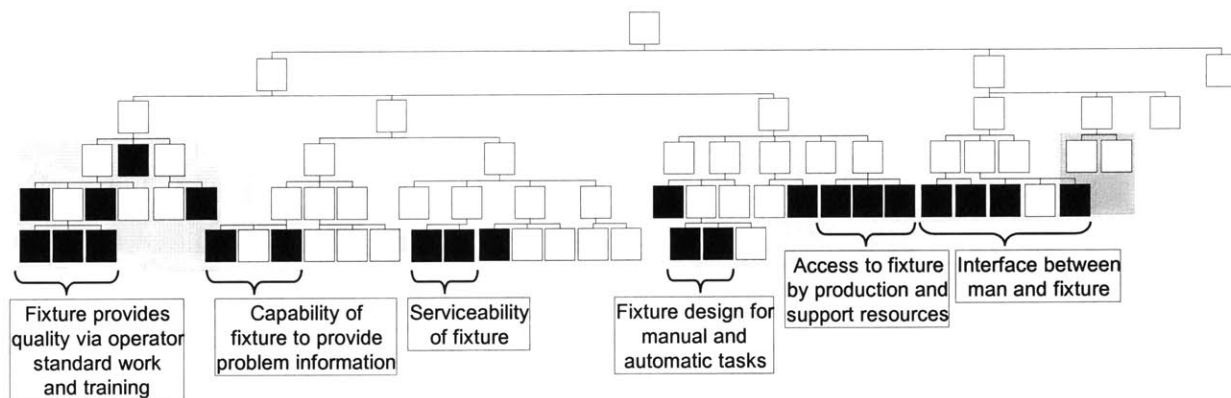 Fixture provides
quality via operator
standard work
and training
Capability of
fixture to provide
problem information
Serviceability
of fixture
Fixture design for
manual and
automatic tasks
Access to fixture
by production and
support resources
Interface between
man and fixture